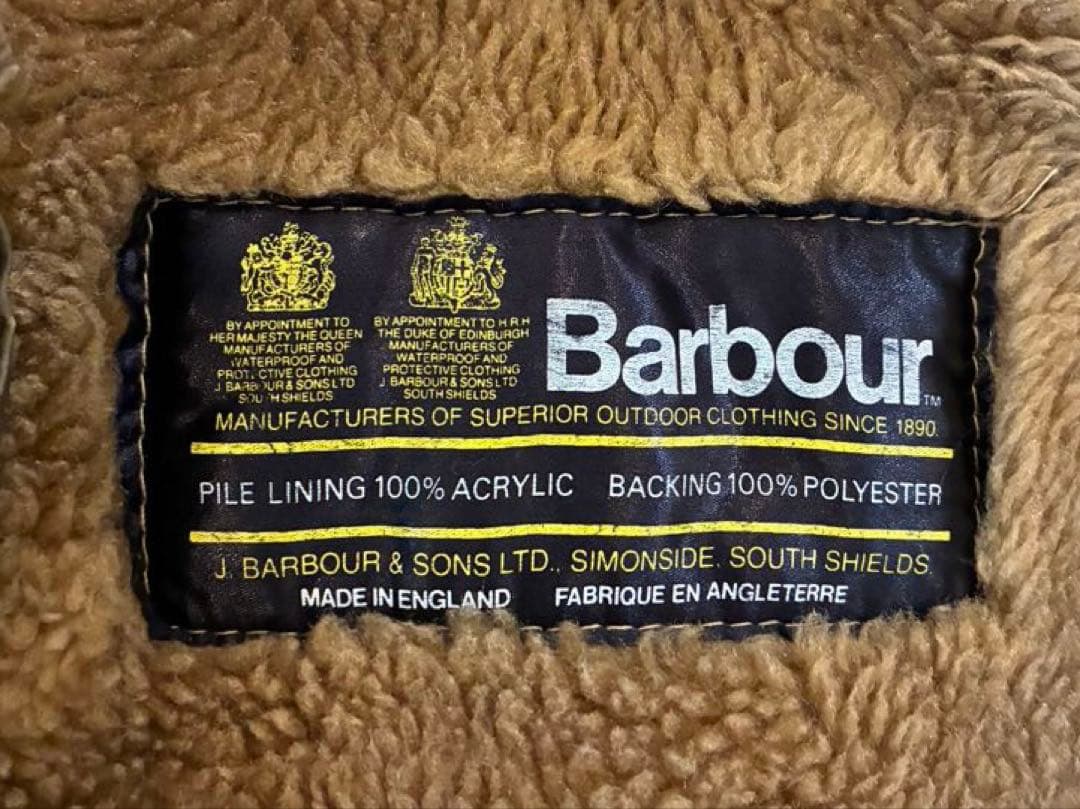 BY APPOINTMENT TO
HER MAJESTY THE QUEEN
MANUFACTURERS OF
WATERPROOF AND
PROTECTIVE CLOTHING
J BARBOUR & SONS LTD
SOUTH SHIELDS
BY APPOINTMENT TO H R H
THE DUKE OF EDINBURGH
MANUFACTURERS OF
WATERPROOF AND
PROTECTIVE CLOTHING
J BARBOUR & SONS LTD
SOUTH SHIELDS
Barbour TM
MANUFACTURERS OF SUPERIOR OUTDOOR CLOTHING SINCE 1890.
PILE LINING 100% ACRYLIC BACKING 100% POLYESTER
J. BARBOUR & SONS LTD., SIMONSIDE. SOUTH SHIELDS.
MADE IN ENGLAND FABRIQUE EN ANGLETERRE